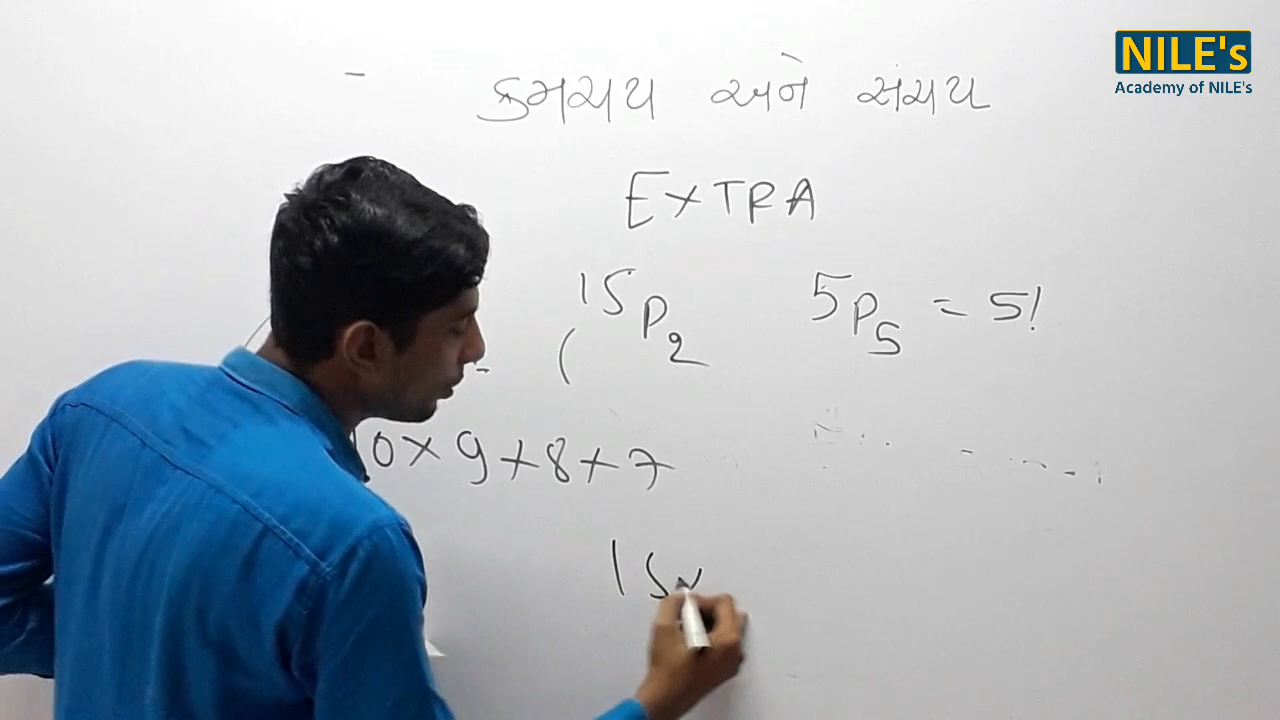 NILE's
Academy of NILE's
ક્રમચય અને સંચય
EXTRA
15P2 5P5 = 5!
(
10×9×8×7
15×